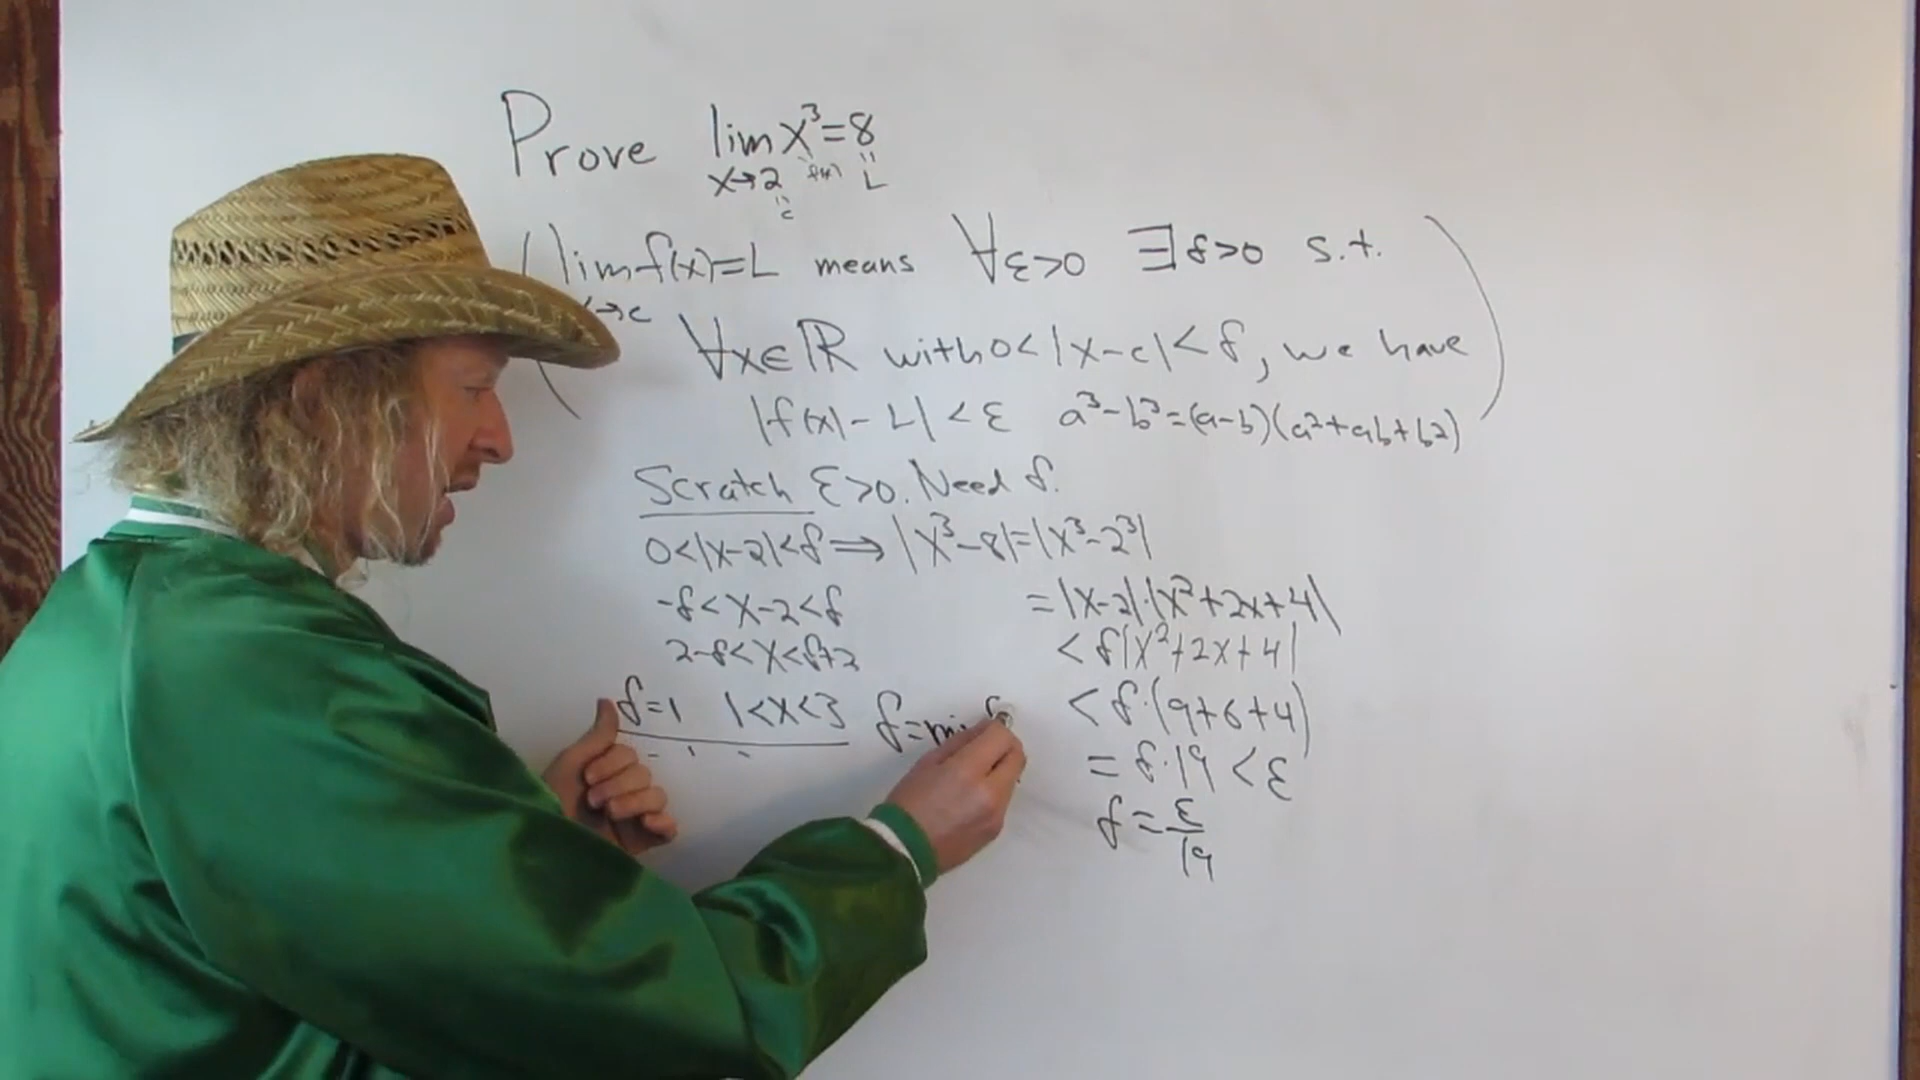 Prove lim x³=8
x→2 f(x) L
c
(lim f(x)=L means ∀ε>0 ∃δ>0 s.t.
→c
∀x∈ℝ with 0<|x-c|<δ, we have)
|f(x)-L|<ε a³-b³=(a-b)(a²+ab+b²)
Scratch ε>0. Need δ.
0<|x-2|<δ ⟹ |x³-8|=|x³-2³|
-δ<x-2<δ =|x-2|·|x²+2x+4|
2-δ<x<δ+2 <δ|x²+2x+4|
δ=1 1<x<3 δ=mi <δ·(9+6+4)
=δ·19<ε
δ=ε/19